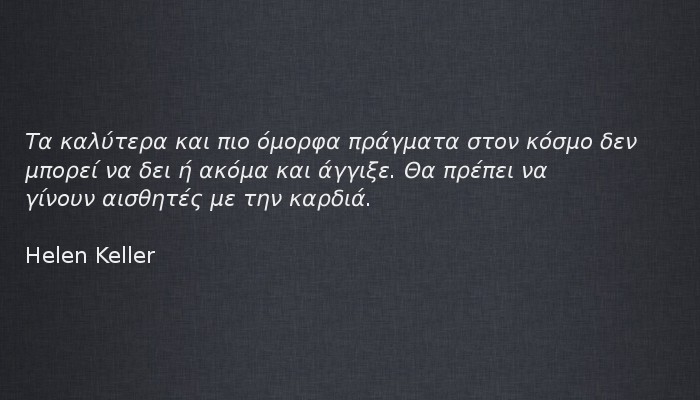 Τα καλύτερα και πιο όμορφα πράγματα στον κόσμο δεν
μπορεί να δει ή ακόμα και άγγιξε. Θα πρέπει να
γίνουν αισθητές με την καρδιά.
Helen Keller